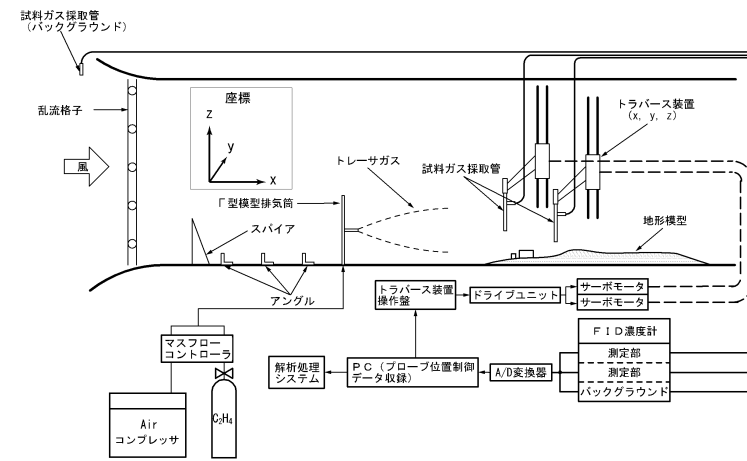 試料ガス採取管
（バックグラウンド）
乱流格子
風
座標
z
y
x
トレーサガス
Γ型模型排気筒
スパイア
アングル
試料ガス採取管
トラバース装置
(x, y, z)
地形模型
トラバース装置
操作盤
ドライブユニット
サーボモータ
サーボモータ
マスフロー
コントローラ
解析処理
システム
PC（プローブ位置制御
データ収録）
A/D変換器
FID濃度計
測定部
測定部
バックグラウンド
Air
コンプレッサ
C₂H₄